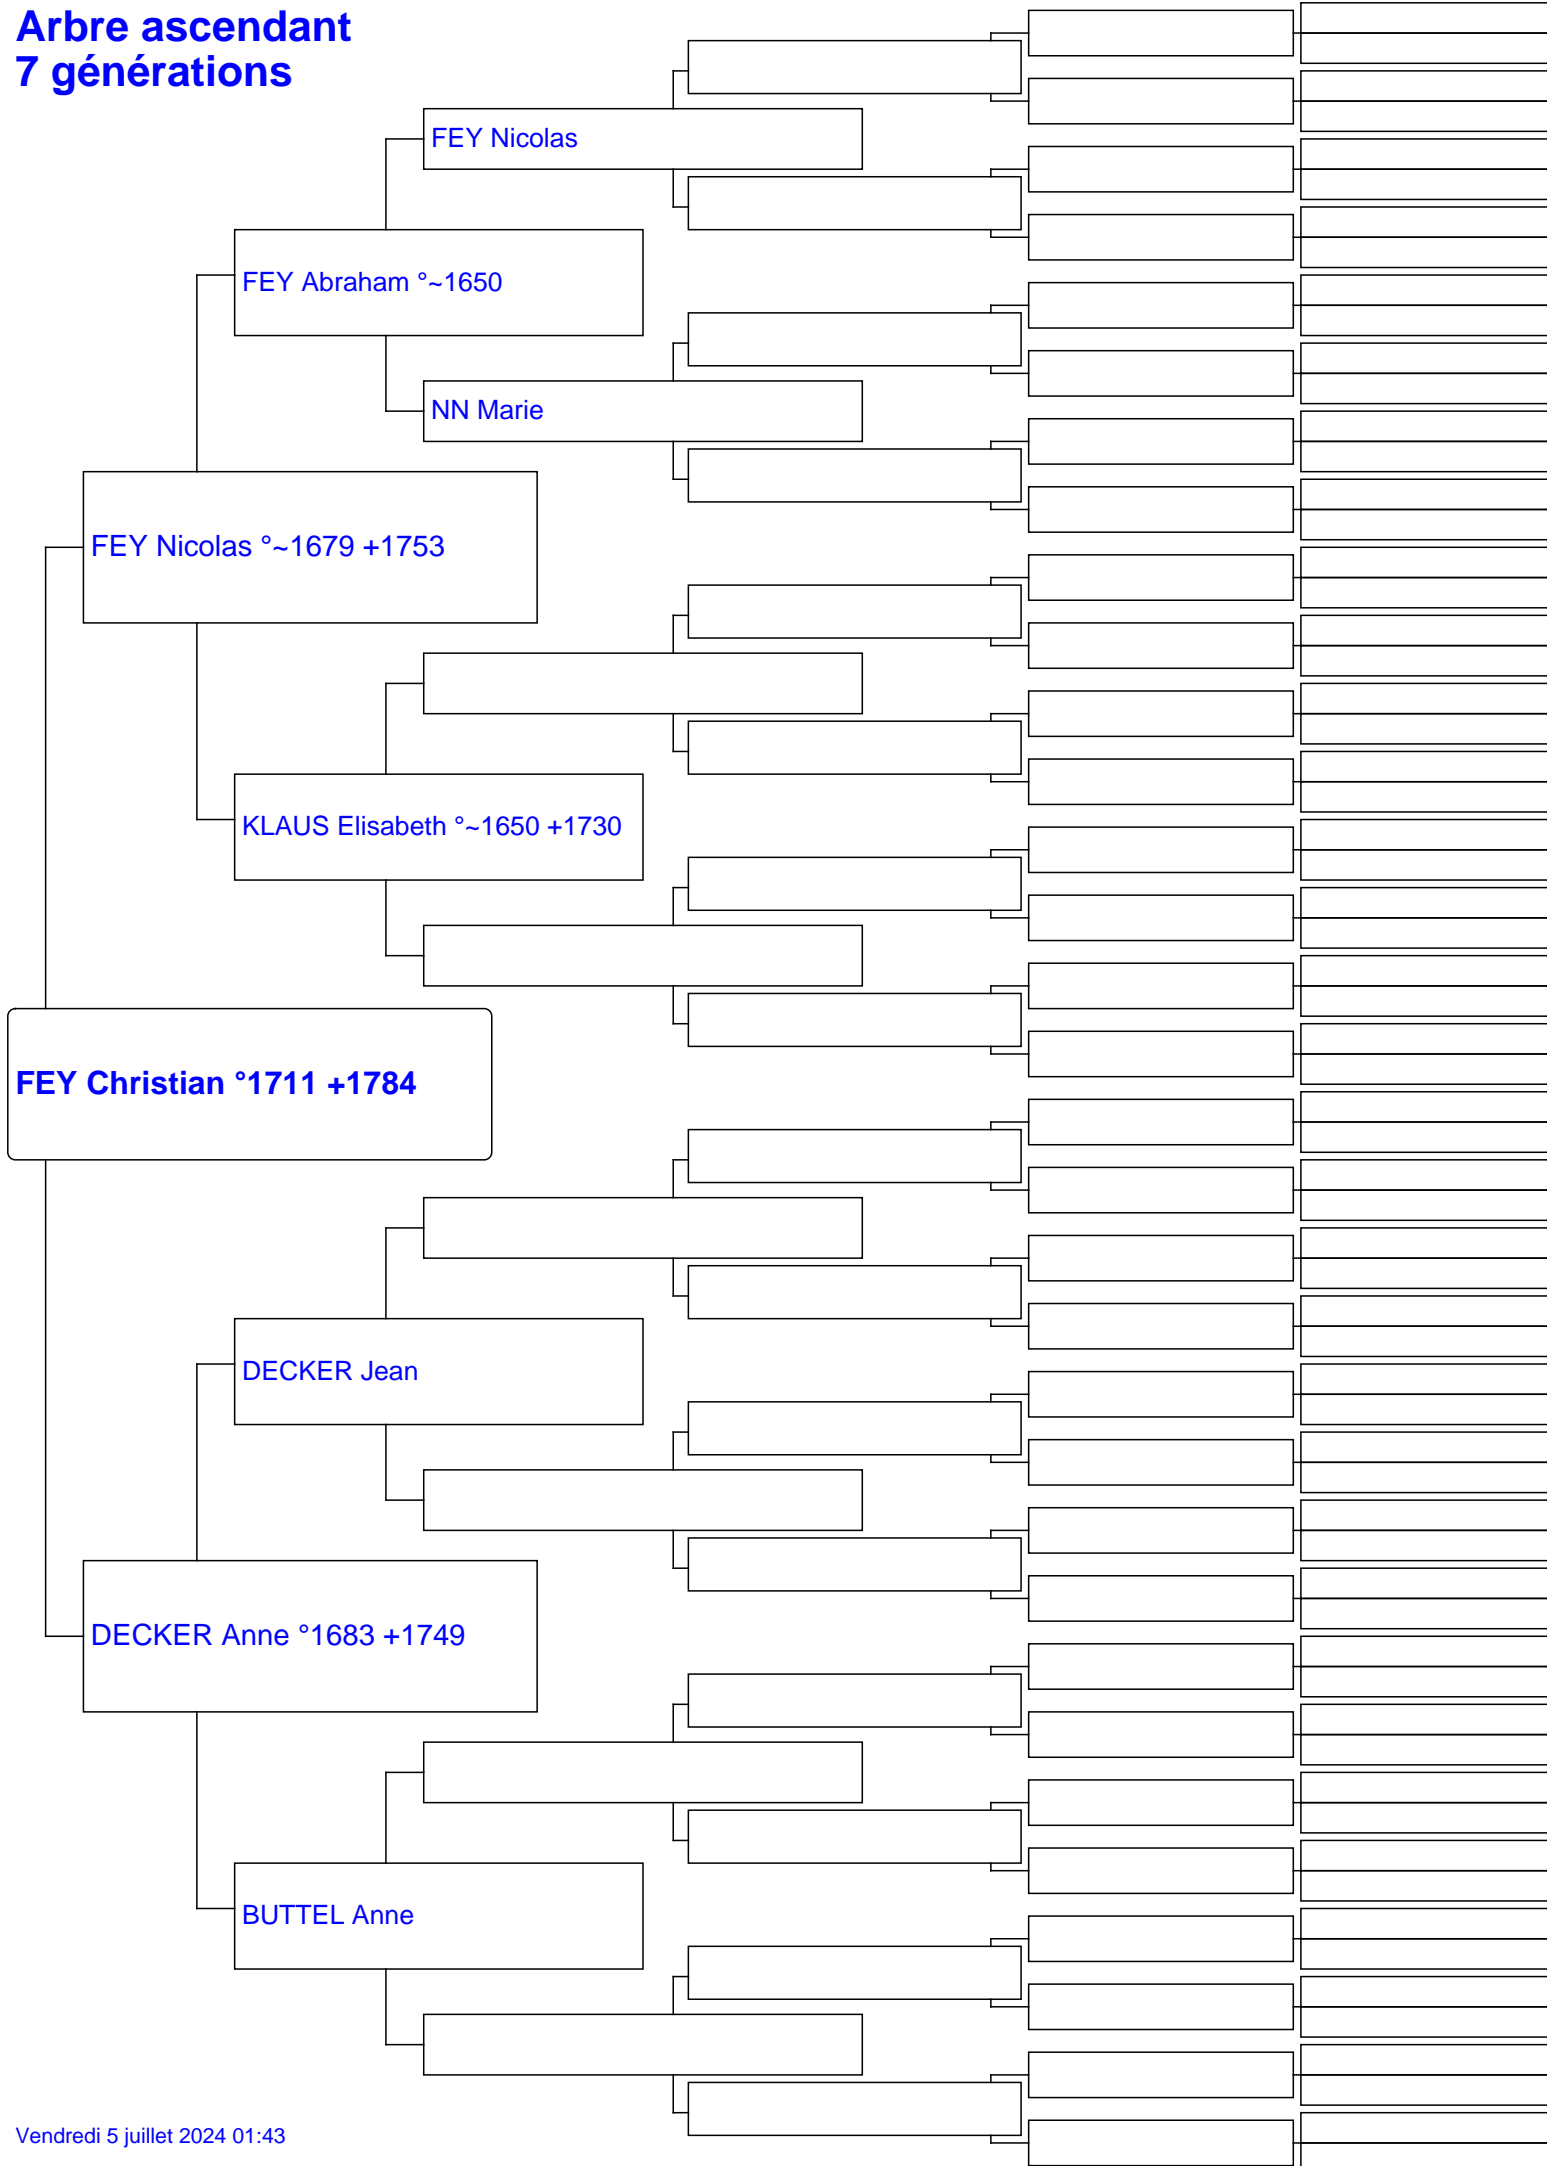 Arbre ascendant
7 générations
FEY Nicolas
FEY Abraham °~1650
NN Marie
FEY Nicolas °~1679 +1753
KLAUS Elisabeth °~1650 +1730
FEY Christian °1711 +1784
DECKER Jean
DECKER Anne °1683 +1749
BUTTEL Anne
Vendredi 5 juillet 2024 01:43